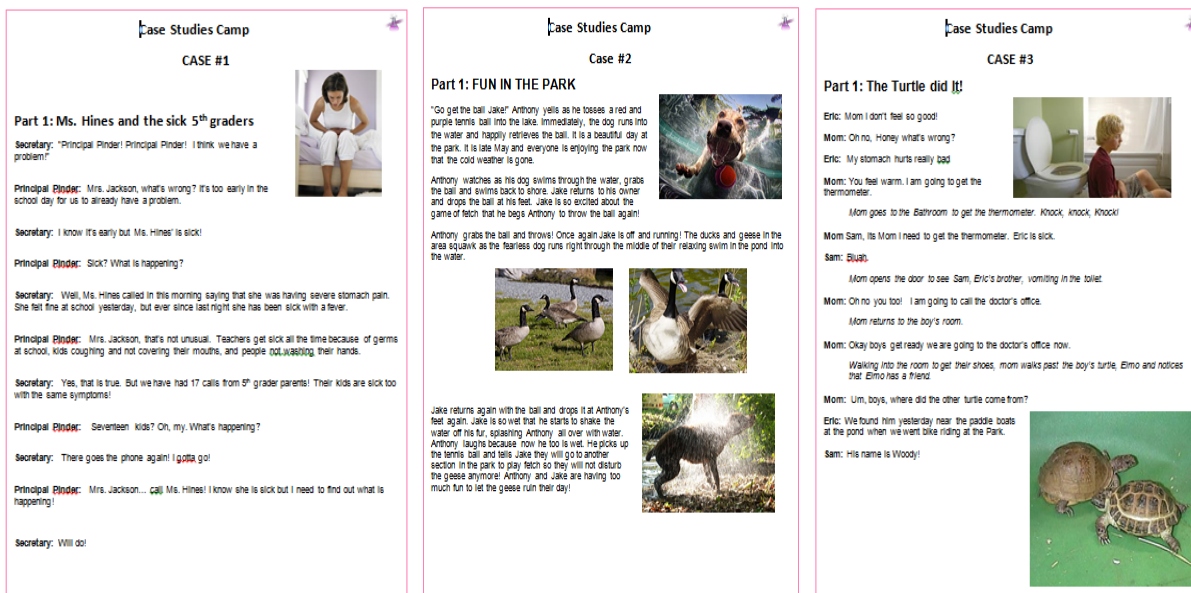 Case Studies Camp
CASE #1
Part 1: Ms. Hines and the sick 5th graders
Secretary: "Principal Pinder! Principal Pinder! I think we have a
problem!"
Principal Pinder: Mrs. Jackson, what's wrong? It's too early in the
school day for us to already have a problem.
Secretary: I know it's early but Ms. Hines' is sick!
Principal Pinder: Sick? What is happening?
Secretary: Well, Ms. Hines called in this morning saying that she was having severe stomach pain.
She felt fine at school yesterday, but ever since last night she has been sick with a fever.
Principal Pinder: Mrs. Jackson, that's not unusual. Teachers get sick all the time because of germs
at school, kids coughing and not covering their mouths, and people not washing their hands.
Secretary: Yes, that is true. But we have had 17 calls from 5th grader parents! Their kids are sick too
with the same symptoms!
Principal Pinder: Seventeen kids? Oh, my. What's happening?
Secretary: There goes the phone again! I gotta go!
Principal Pinder: Mrs. Jackson... call Ms. Hines! I know she is sick but I need to find out what is
happening!
Secretary: Will do!
Case Studies Camp
Case #2
Part 1: FUN IN THE PARK
"Go get the ball Jake!" Anthony yells as he tosses a red and
purple tennis ball into the lake. Immediately, the dog runs into
the water and happily retrieves the ball. It is a beautiful day at
the park. It is late May and everyone is enjoying the park now
that the cold weather is gone.
Anthony watches as his dog swims through the water, grabs
the ball and swims back to shore. Jake returns to his owner
and drops the ball at his feet. Jake is so excited about the
game of fetch that he begs Anthony to throw the ball again!
Anthony grabs the ball and throws! Once again Jake is off and running! The ducks and geese in the
area squawk as the fearless dog runs right through the middle of their relaxing swim in the pond into
the water.
Jake returns again with the ball and drops it at Anthony's
feet again. Jake is so wet that he starts to shake the
water off his fur, splashing Anthony all over with water.
Anthony laughs because now he too is wet. He picks up
the tennis ball and tells Jake they will go to another
section in the park to play fetch so they will not disturb
the geese anymore! Anthony and Jake are having too
much fun to let the geese ruin their day!
Case Studies Camp
CASE #3
Part 1: The Turtle did It!
Eric: Mom I don't feel so good!
Mom: Oh no, Honey what's wrong?
Eric: My stomach hurts really bad
Mom: You feel warm. I am going to get the
thermometer.
Mom goes to the Bathroom to get the thermometer. Knock, knock, Knock!
Mom Sam, its Mom I need to get the thermometer. Eric is sick.
Sam: Bluah.
Mom opens the door to see Sam, Eric's brother, vomiting in the toilet.
Mom: Oh no you too! I am going to call the doctor's office.
Mom returns to the boy's room.
Mom: Okay boys get ready we are going to the doctor's office now.
Walking into the room to get their shoes, mom walks past the boy's turtle, Elmo and notices
that Elmo has a friend.
Mom: Um, boys, where did the other turtle come from?
Eric: We found him yesterday near the paddle boats
at the pond when we went bike riding at the Park.
Sam: His name is Woody!